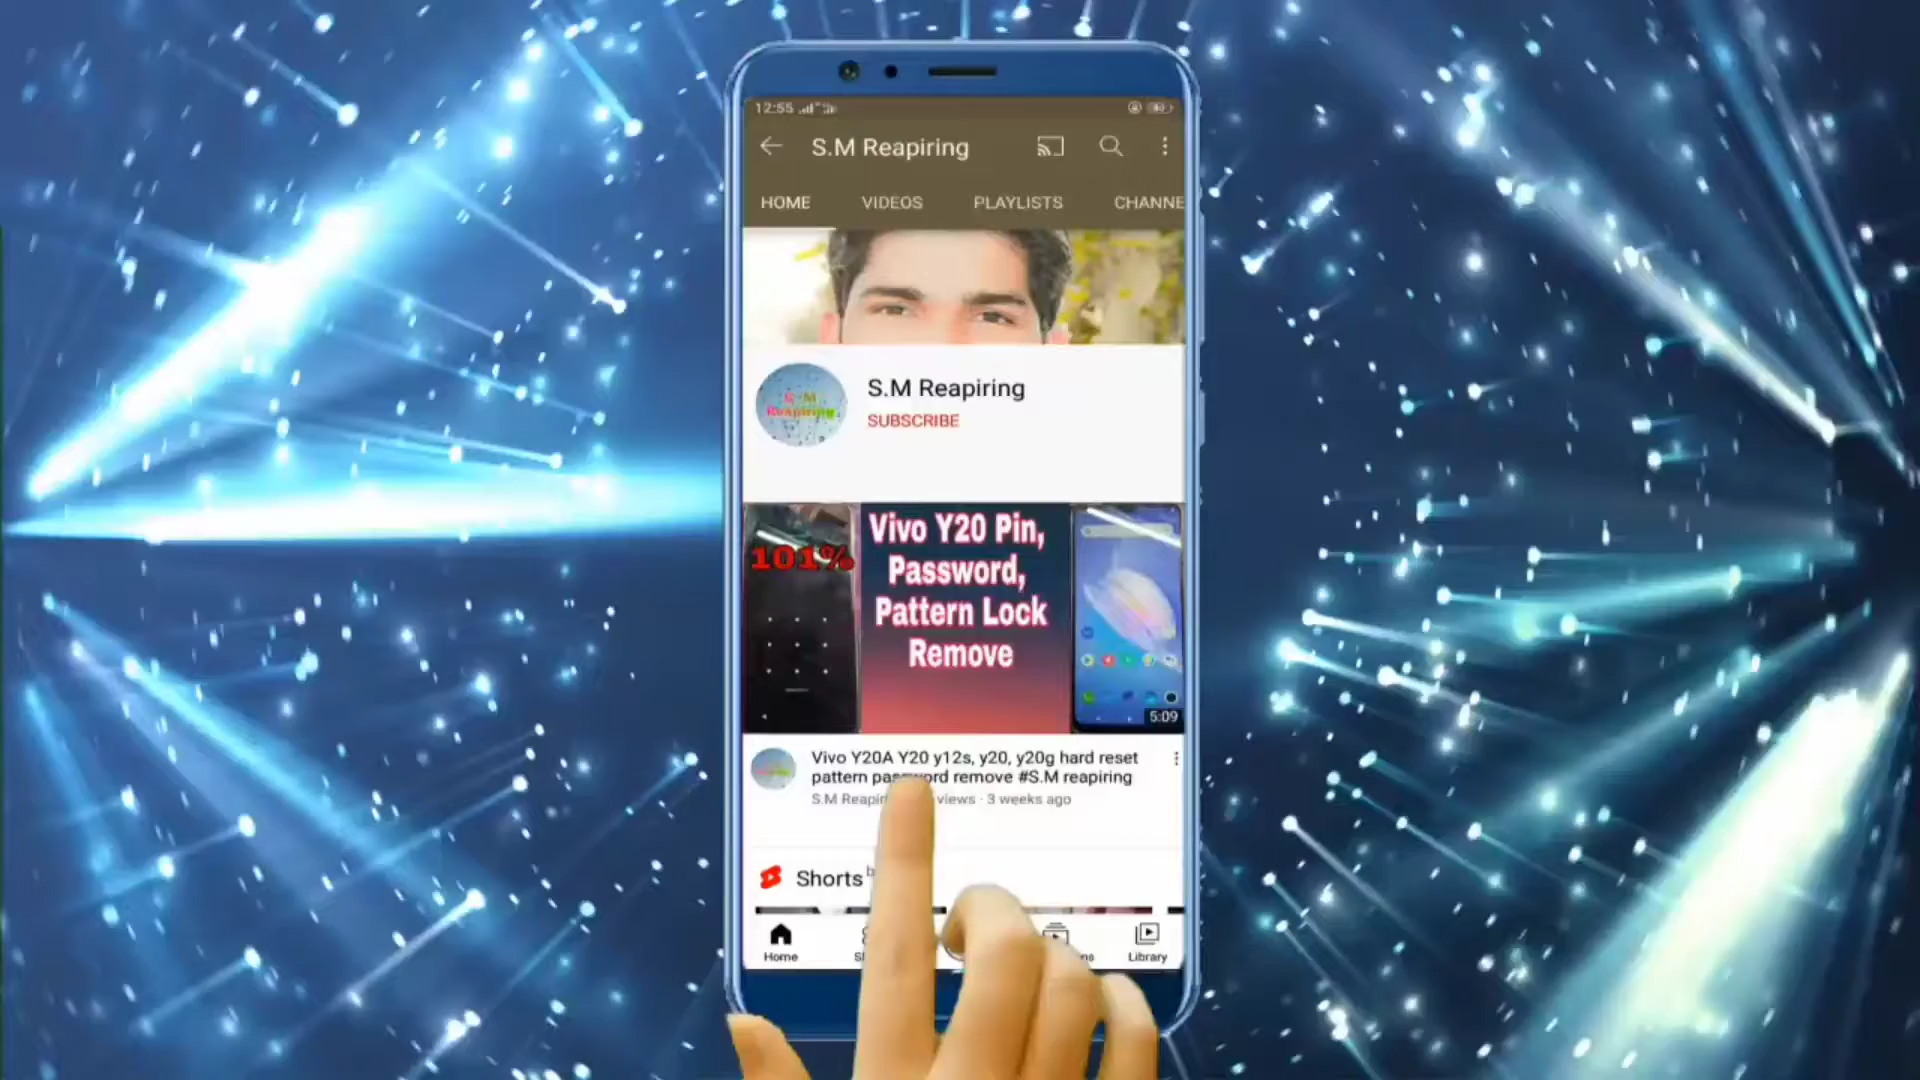 12:55
S.M Reapiring
HOME VIDEOS PLAYLISTS CHANNE
S.M Reapiring
S.M
Reapiring
SUBSCRIBE
101%
Vivo Y20 Pin,
Password,
Pattern Lock
Remove
5:09
Vivo Y20A Y20 y12s, y20, y20g hard reset
pattern password remove #S.M reapiring
S.M Reapir views · 3 weeks ago
Shorts
Home Library